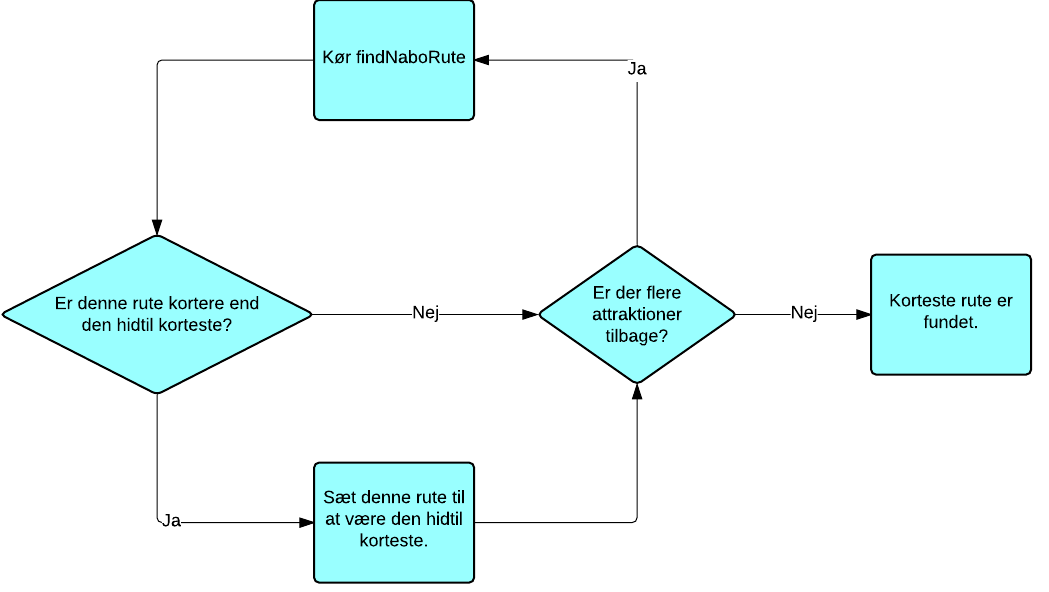 Kør findNaboRute
Ja
Er denne rute kortere end
den hidtil korteste?
Nej
Er der flere
attraktioner
tilbage?
Nej
Korteste rute er
fundet.
Ja
Sæt denne rute til
at være den hidtil
korteste.